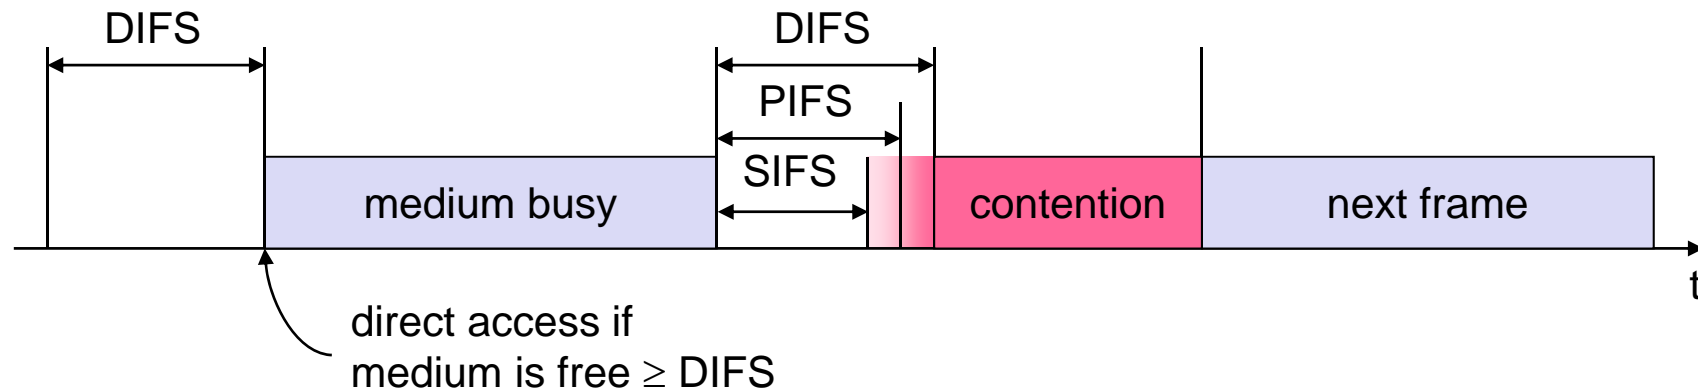 DIFS
DIFS
PIFS
SIFS
medium busy
contention
next frame
t
direct access if
medium is free ≥ DIFS